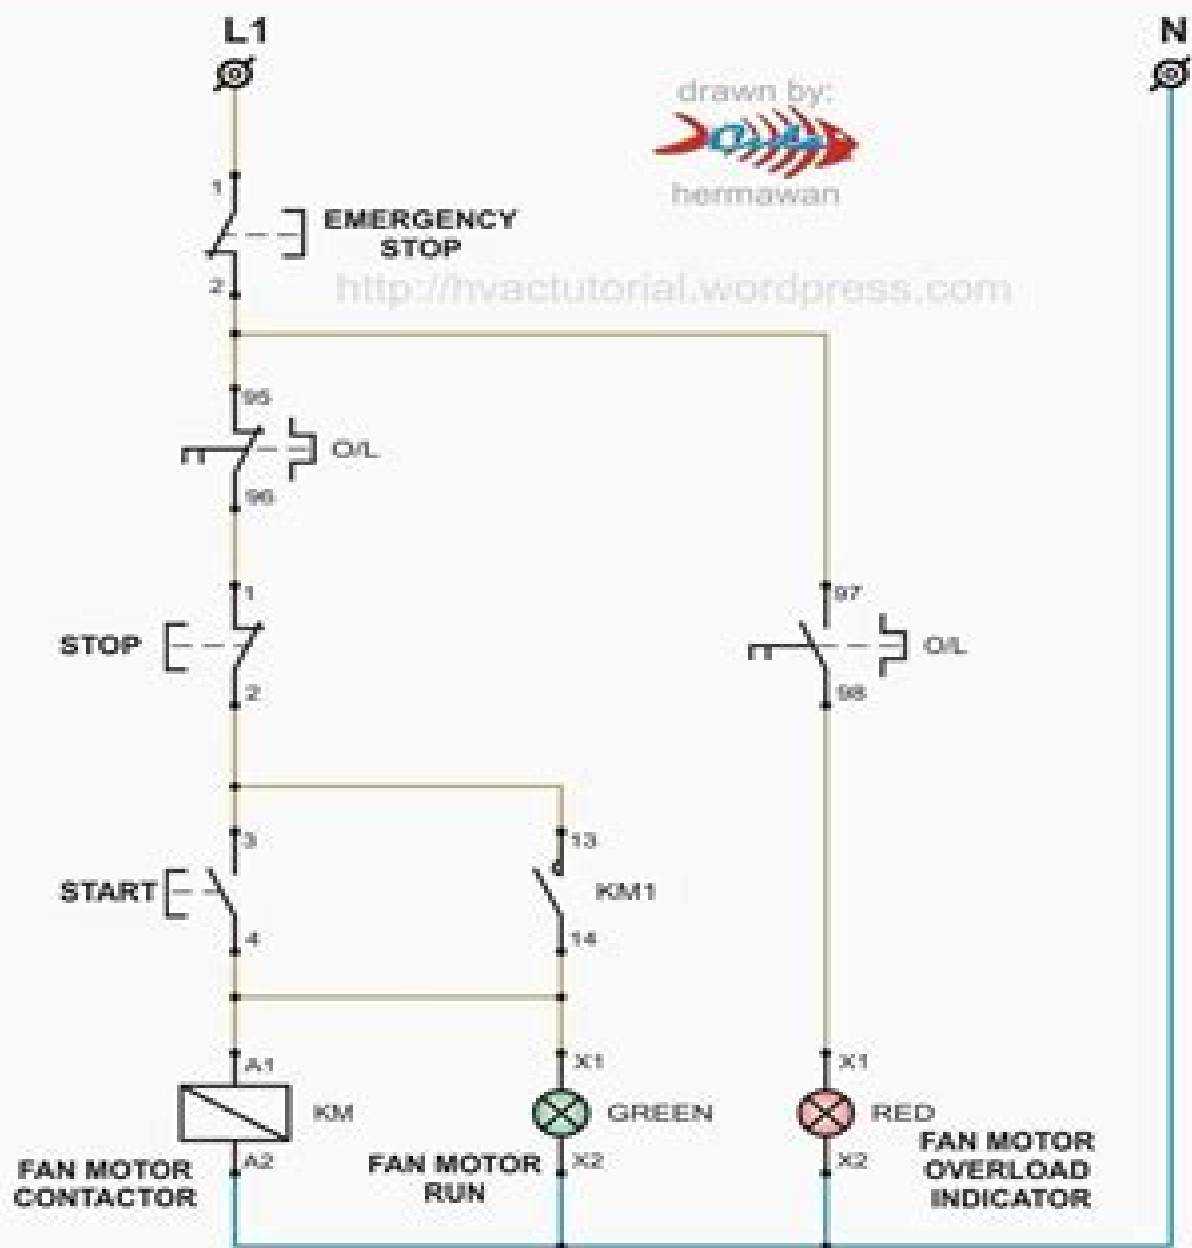 L1
N
drawn by:
hermawan
1
EMERGENCY
STOP
2
http://hvactutorial.wordpress.com
95
O/L
96
1
97
STOP
O/L
2
98
3
13
START
KM1
4
14
A1
X1
X1
KM
GREEN
RED
A2
X2
X2
FAN MOTOR
CONTACTOR
FAN MOTOR
RUN
FAN MOTOR
OVERLOAD
INDICATOR